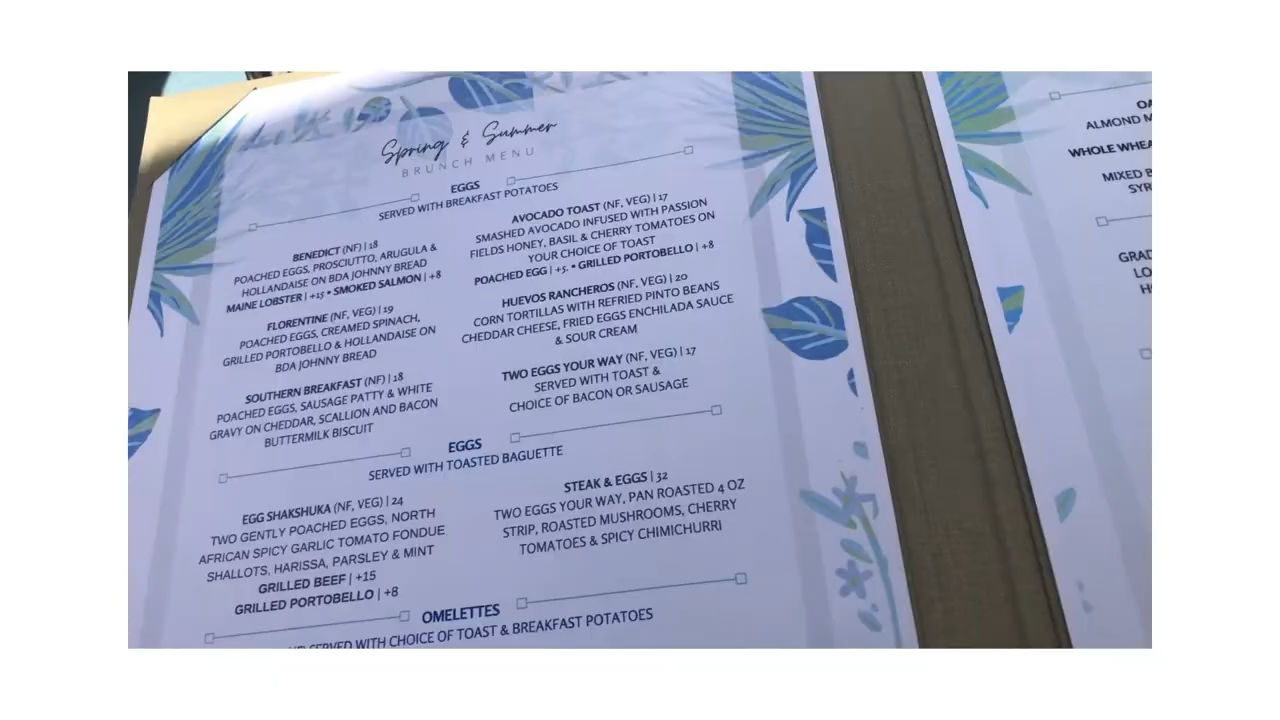 Spring & Summer
BRUNCH MENU
EGGS
SERVED WITH BREAKFAST POTATOES
BENEDICT (NF) | 18
POACHED EGGS, PROSCIUTTO, ARUGULA &
HOLLANDAISE ON BDA JOHNNY BREAD
MAINE LOBSTER | +15 • SMOKED SALMON | +8
FLORENTINE (NF, VEG) | 19
POACHED EGGS, CREAMED SPINACH,
GRILLED PORTOBELLO & HOLLANDAISE ON
BDA JOHNNY BREAD
SOUTHERN BREAKFAST (NF) | 18
POACHED EGGS, SAUSAGE PATTY & WHITE
GRAVY ON CHEDDAR, SCALLION AND BACON
BUTTERMILK BISCUIT
AVOCADO TOAST (NF, VEG) | 17
SMASHED AVOCADO INFUSED WITH PASSION
FIELDS HONEY, BASIL & CHERRY TOMATOES ON
YOUR CHOICE OF TOAST
POACHED EGG | +5. • GRILLED PORTOBELLO | +8
HUEVOS RANCHEROS (NF, VEG) | 20
CORN TORTILLAS WITH REFRIED PINTO BEANS
CHEDDAR CHEESE, FRIED EGGS ENCHILADA SAUCE
& SOUR CREAM
TWO EGGS YOUR WAY (NF, VEG) | 17
SERVED WITH TOAST &
CHOICE OF BACON OR SAUSAGE
EGGS
SERVED WITH TOASTED BAGUETTE
EGG SHAKSHUKA (NF, VEG) | 24
TWO GENTLY POACHED EGGS, NORTH
AFRICAN SPICY GARLIC TOMATO FONDUE
SHALLOTS, HARISSA, PARSLEY & MINT
GRILLED BEEF | +15
GRILLED PORTOBELLO | +8
STEAK & EGGS | 32
TWO EGGS YOUR WAY, PAN ROASTED 4 OZ
STRIP, ROASTED MUSHROOMS, CHERRY
TOMATOES & SPICY CHIMICHURRI
OMELETTES
SERVED WITH CHOICE OF TOAST & BREAKFAST POTATOES
OA
ALMOND M
WHOLE WHEA
MIXED B
SYR
GRAD
LO